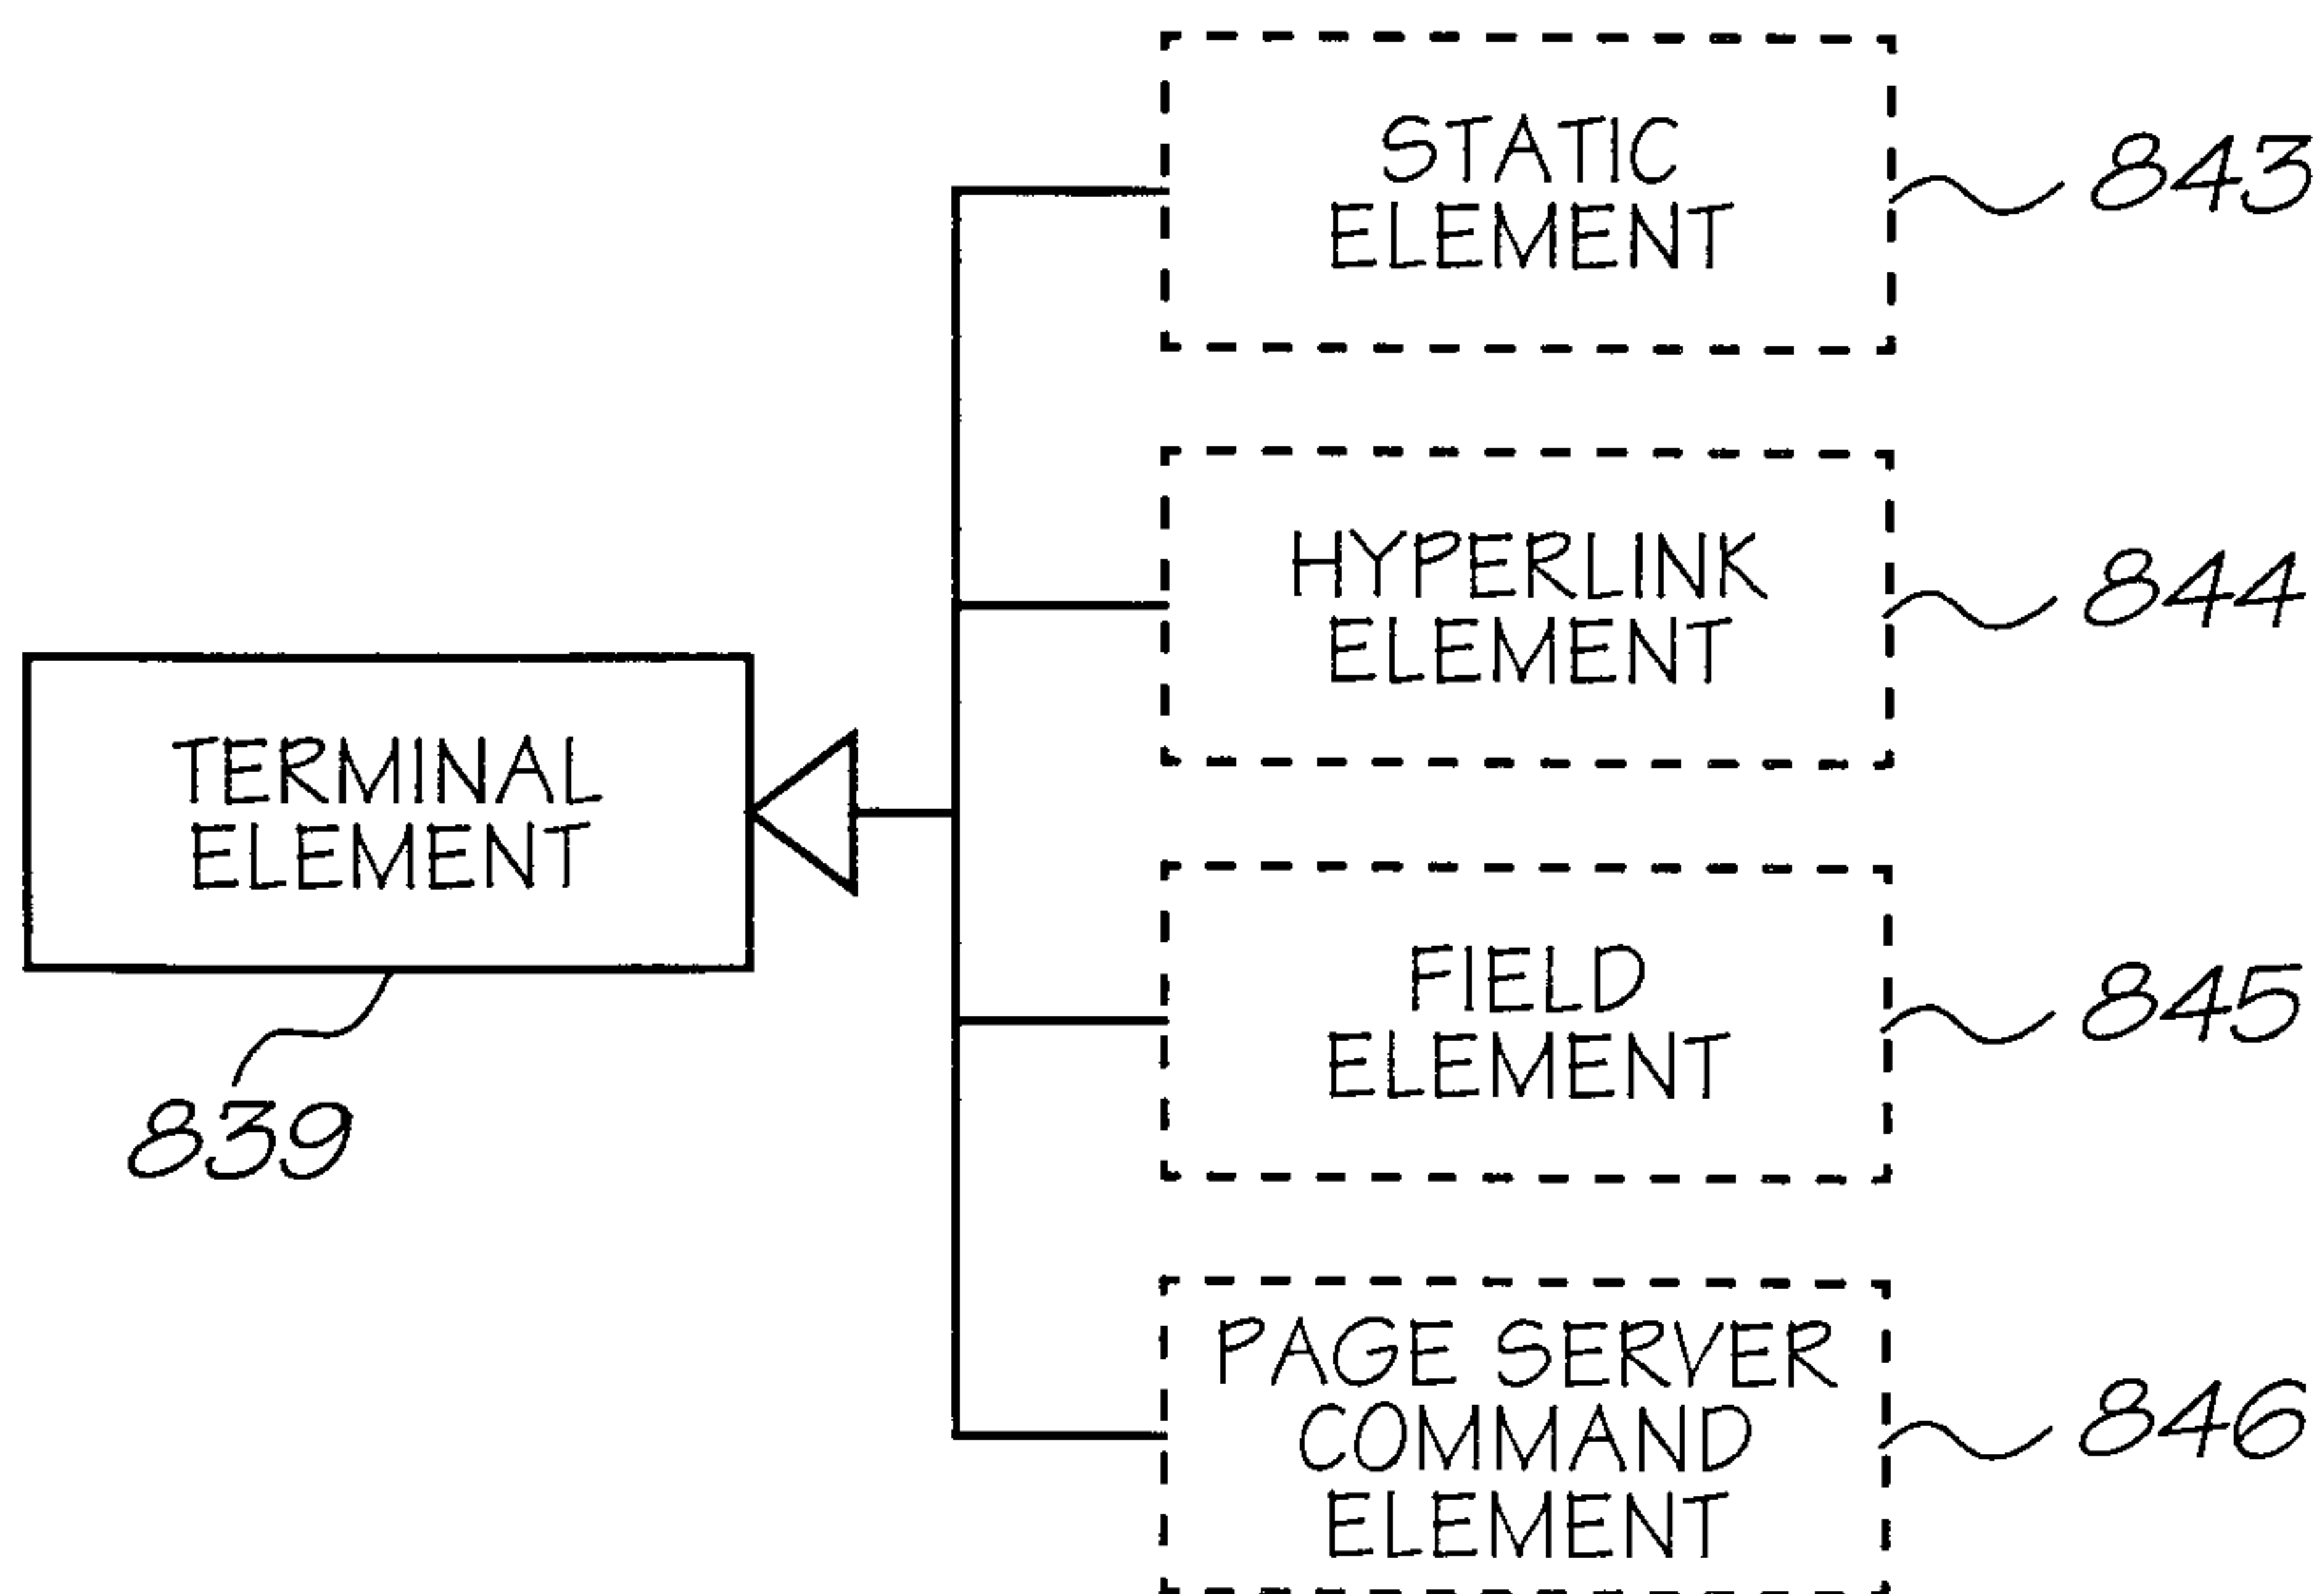 STATIC
ELEMENT
843
HYPERLINK
ELEMENT
844
TERMINAL
ELEMENT
839
FIELD
ELEMENT
845
PAGE SERVER
COMMAND
ELEMENT
846